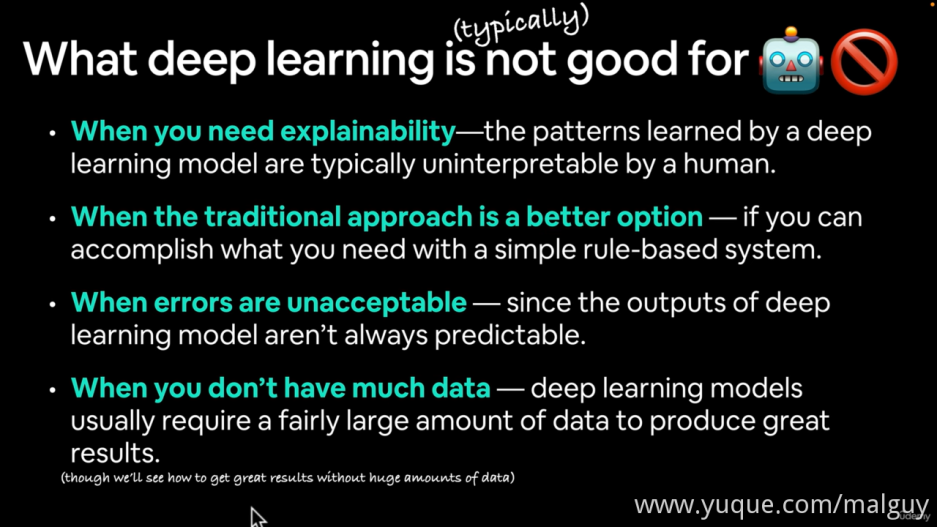 (typically)
What deep learning is not good for
• When you need explainability—the patterns learned by a deep
learning model are typically uninterpretable by a human.
• When the traditional approach is a better option — if you can
accomplish what you need with a simple rule-based system.
• When errors are unacceptable — since the outputs of deep
learning model aren't always predictable.
• When you don't have much data — deep learning models
usually require a fairly large amount of data to produce great
results.
(though we'll see how to get great results without huge amounts of data)
www.yuque.com/malguy
Udemy